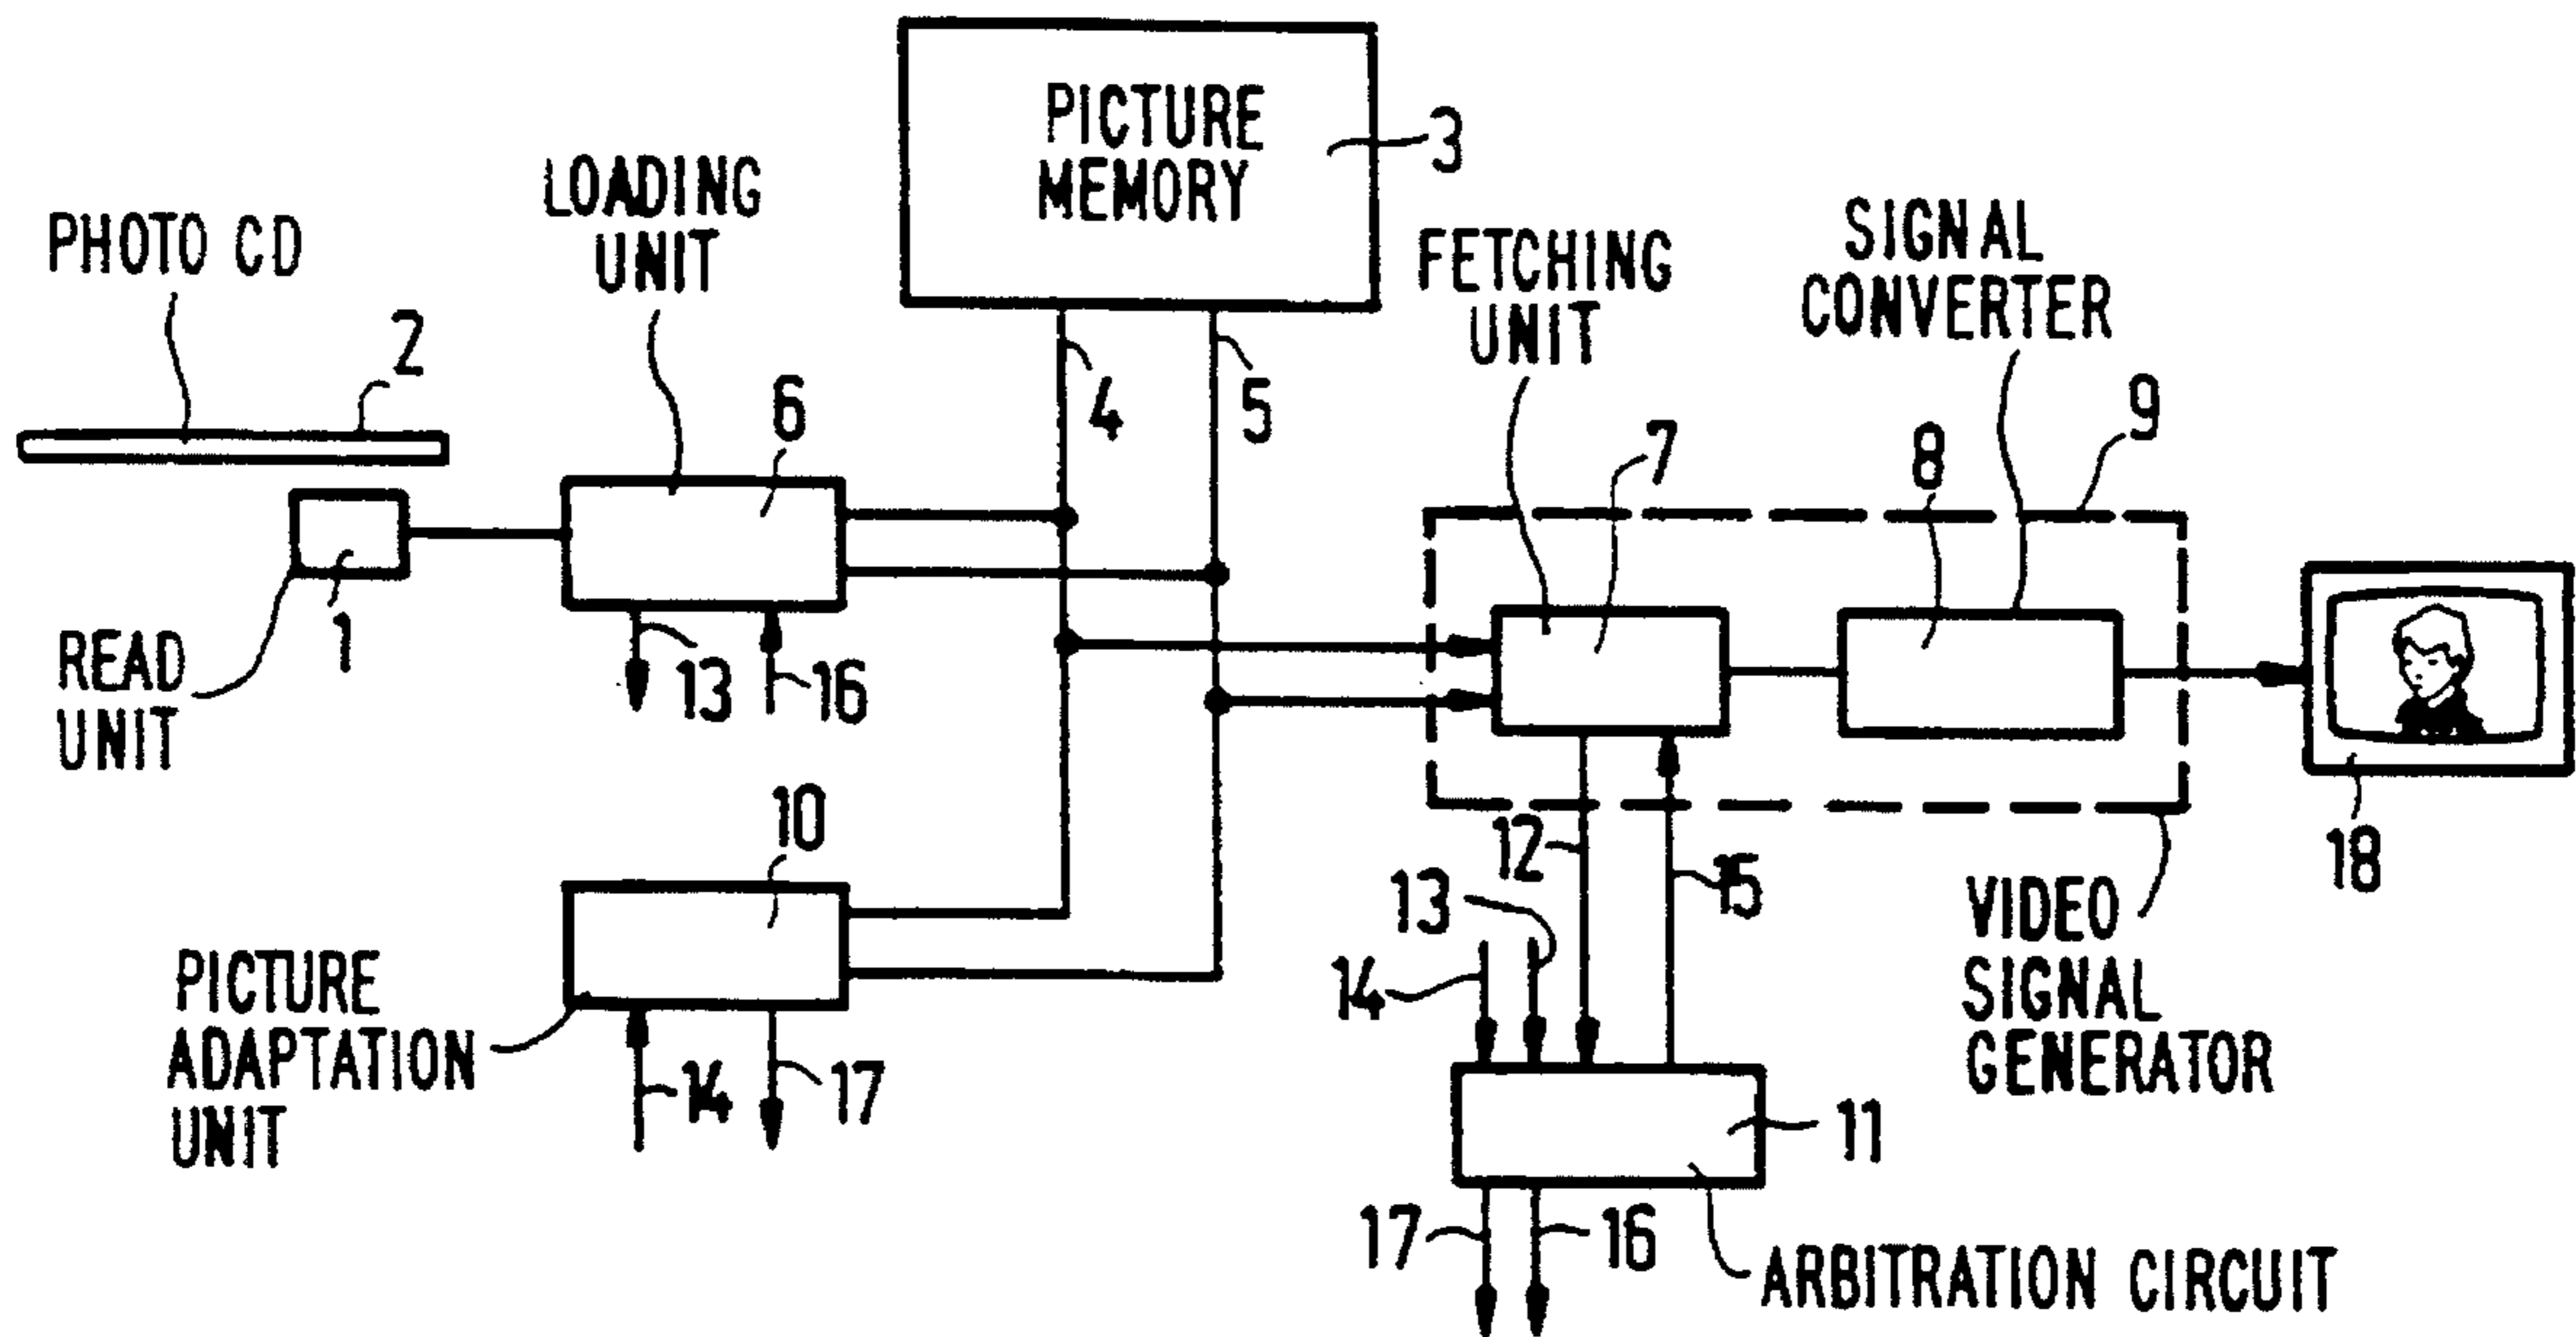 PICTURE
MEMORY
3
LOADING
UNIT
PHOTO CD
2
SIGNAL
CONVERTER
FETCHING
UNIT
4
5
6
7
8
9
1
READ
UNIT
13
16
10
12
15
13
14
18
VIDEO
SIGNAL
GENERATOR
PICTURE
ADAPTATION
UNIT
14
17
11
17
16
ARBITRATION CIRCUIT